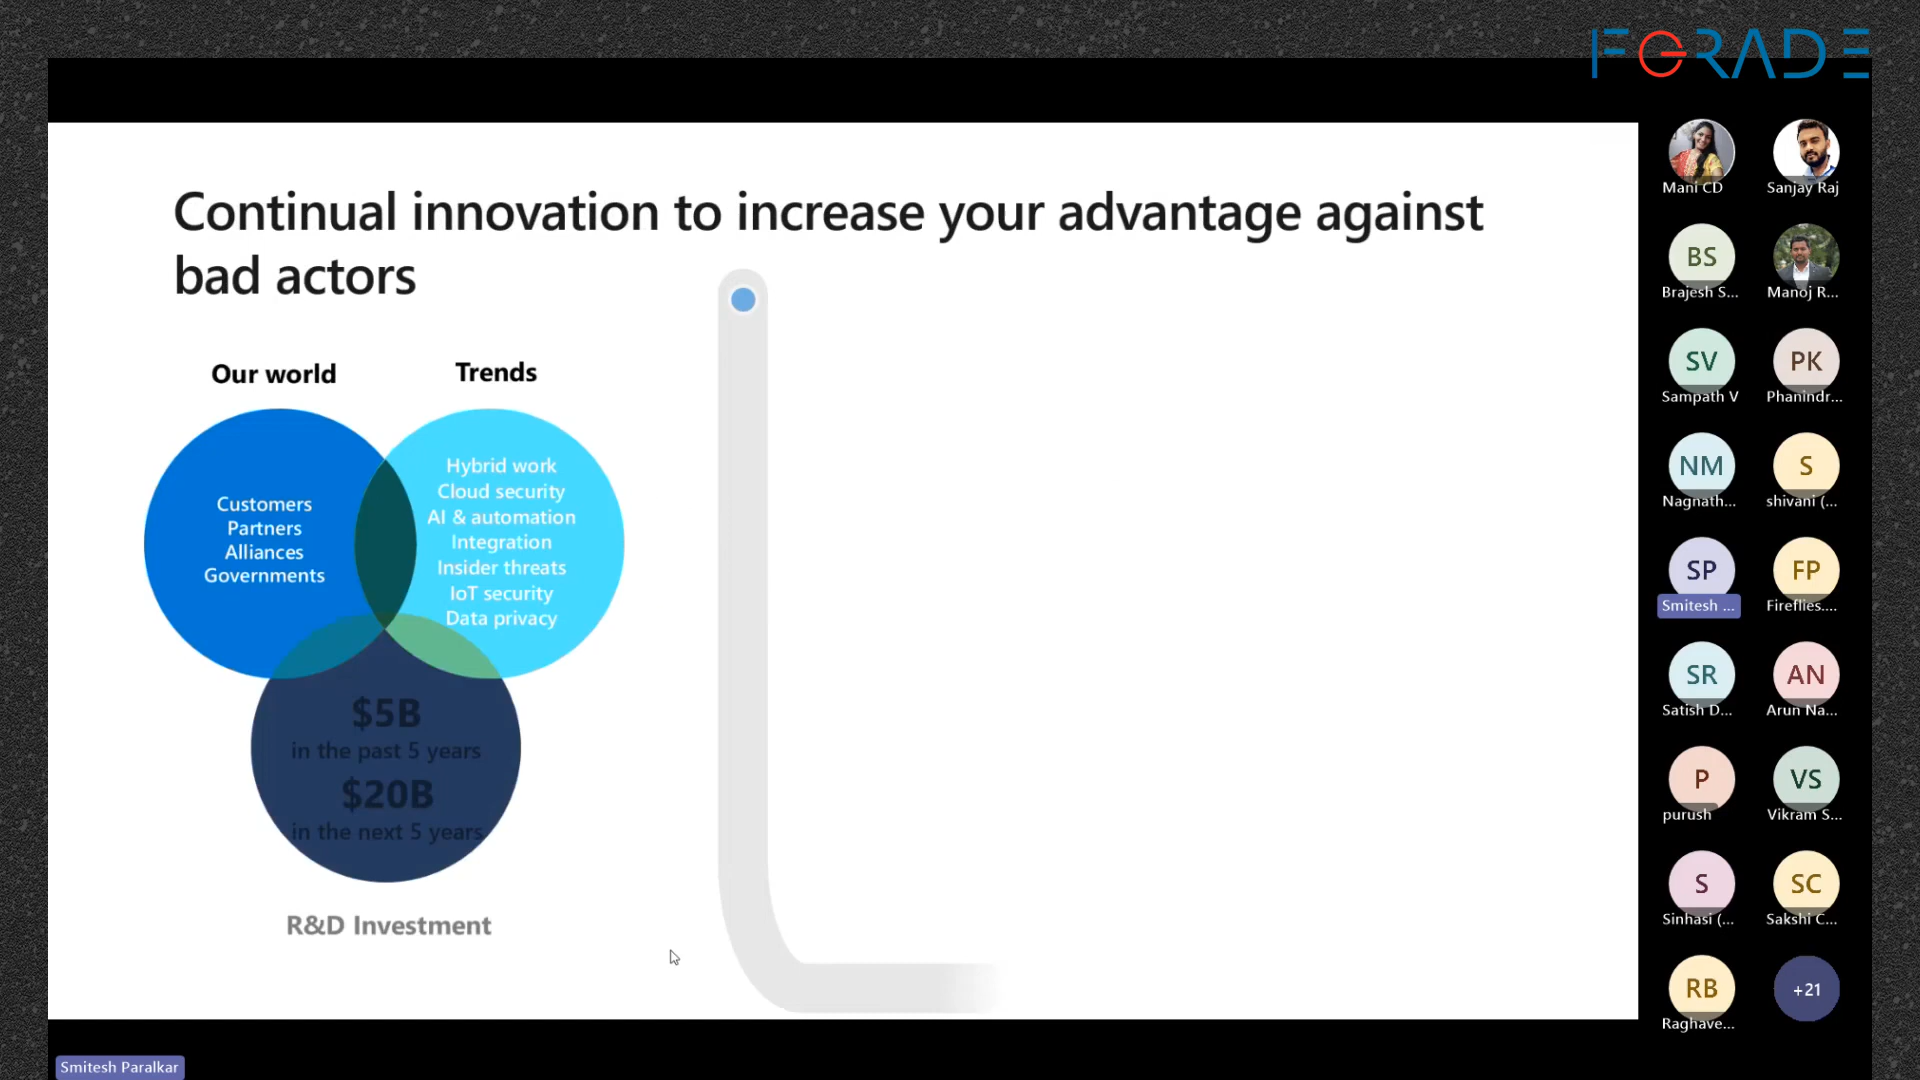 FGRADE
Continual innovation to increase your advantage against
bad actors
Our world
Trends
Customers
Partners
Alliances
Governments
Hybrid work
Cloud security
AI & automation
Integration
Insider threats
IoT security
Data privacy
$5B
in the past 5 years
$20B
in the next 5 years
R&D Investment
Mani CD
Sanjay Raj
BS
Brajesh S...
Manoj R...
SV
Sampath V
PK
Phanindr...
NM
Nagnath...
S
shivani (...
SP
Smitesh ...
FP
Fireflies....
SR
Satish D...
AN
Arun Na...
P
purush
VS
Vikram S...
S
Sinhasi (...
SC
Sakshi C...
RB
Raghave...
+21
Smitesh Paralkar